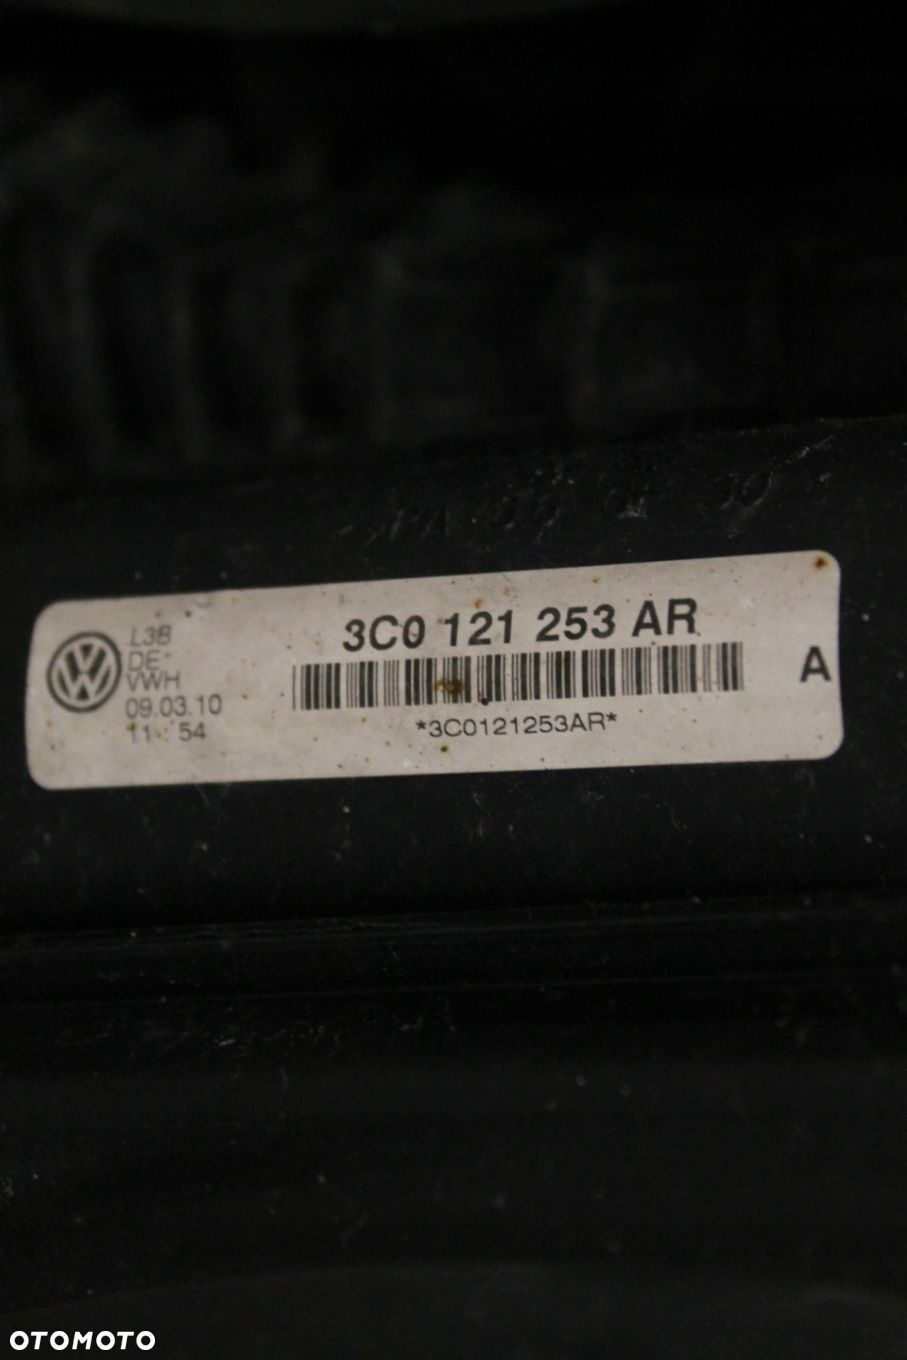 L3B
DE
VWH
09.03.10
11 54
3C0 121 253 AR
*3C0121253AR*
A
OTOMOTO